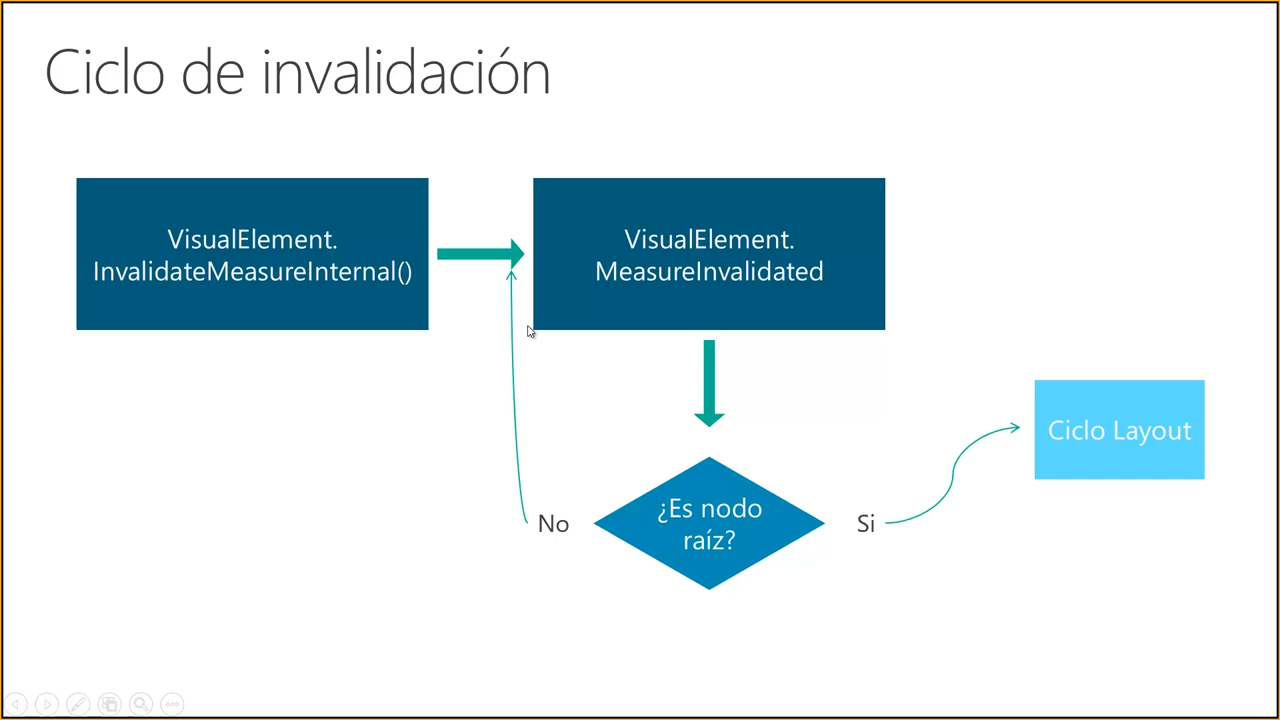 Ciclo de invalidación
VisualElement.
InvalidateMeasureInternal()
VisualElement.
MeasureInvalidated
Ciclo Layout
¿Es nodo
raíz?
No
Si